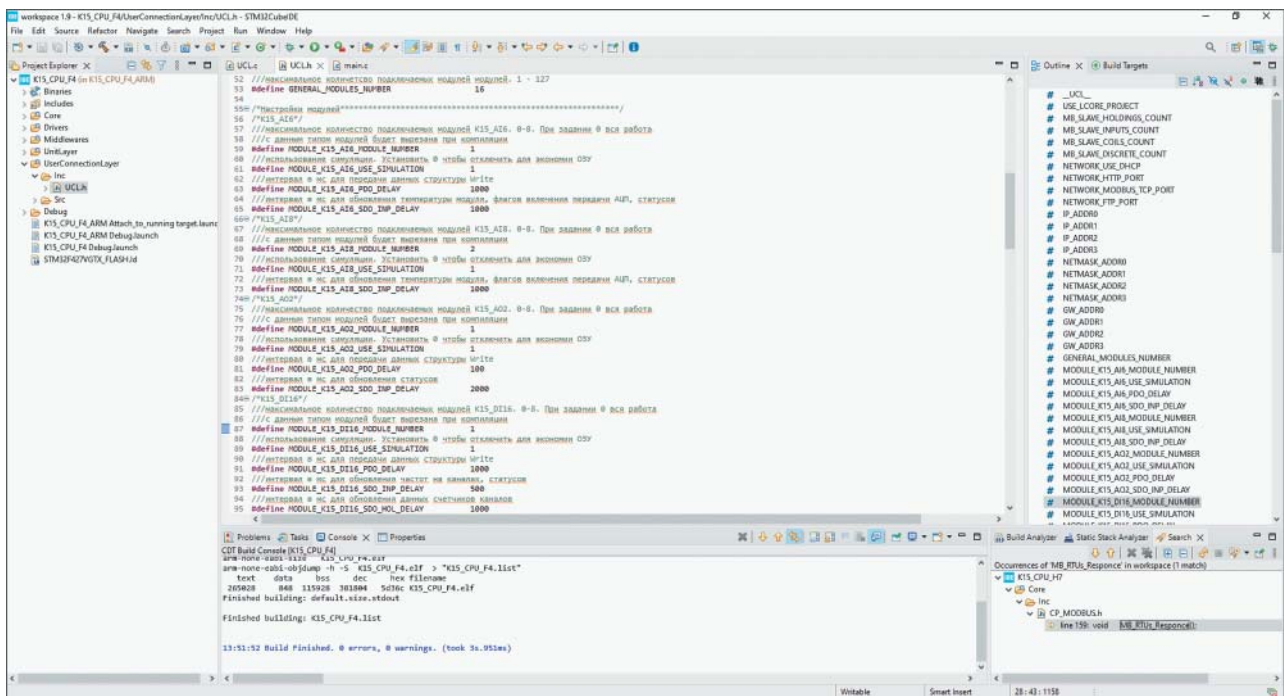 workspace 1.9 - K15_CPU_F4/UserConnectionLayer/Inc/UCL.h - STM32CubeIDE
File Edit Source Refactor Navigate Search Project Run Window Help
Project Explorer
K15_CPU_F4 (in K15_CPU_F4_ARM)
Binaries
Includes
Core
Drivers
Middlewares
UnitLayer
UserConnectionLayer
Inc
UCL.h
Src
Debug
K15_CPU_F4_ARM Attach_to_running target.launc
K15_CPU_F4_ARM Debug.launch
K15_CPU_F4 Debug.launch
STM32F427VGTX_FLASH.ld
UCL.c UCL.h main.c
52 ///максимальное количество подключаемых модулей модулей. 1 - 127
53 #define GENERAL_MODULES_NUMBER 16
54
55 /*Настройки модулей*****************************************************************/
56 /*K15_AI6*/
57 ///максимальное количество подключаемых модулей K15_AI6. 0-8. При задании 0 вся работа
58 ///с данным типом модулей будет вырезана при компиляции
59 #define MODULE_K15_AI6_MODULE_NUMBER 1
60 ///использование симуляции. Установить 0 чтобы отключить для экономии ОЗУ
61 #define MODULE_K15_AI6_USE_SIMULATION 1
62 ///интервал в мс для передачи данных структуры Write
63 #define MODULE_K15_AI6_PDO_DELAY 1000
64 ///интервал в мс для обновления температуры модуля, флагов включения передачи АЦП, статусов
65 #define MODULE_K15_AI6_SDO_INP_DELAY 1000
66 /*K15_AI8*/
67 ///максимальное количество подключаемых модулей K15_AI8. 0-8. При задании 0 вся работа
68 ///с данным типом модулей будет вырезана при компиляции
69 #define MODULE_K15_AI8_MODULE_NUMBER 2
70 ///использование симуляции. Установить 0 чтобы отключить для экономии ОЗУ
71 #define MODULE_K15_AI8_USE_SIMULATION 1
72 ///интервал в мс для обновления температуры модуля, флагов включения передачи АЦП, статусов
73 #define MODULE_K15_AI8_SDO_INP_DELAY 1000
74 /*K15_AO2*/
75 ///максимальное количество подключаемых модулей K15_AO2. 0-8. При задании 0 вся работа
76 ///с данным типом модулей будет вырезана при компиляции
77 #define MODULE_K15_AO2_MODULE_NUMBER 1
78 ///использование симуляции. Установить 0 чтобы отключить для экономии ОЗУ
79 #define MODULE_K15_AO2_USE_SIMULATION 1
80 ///интервал в мс для передачи данных структуры Write
81 #define MODULE_K15_AO2_PDO_DELAY 100
82 ///интервал в мс для обновления статусов
83 #define MODULE_K15_AO2_SDO_INP_DELAY 2000
84 /*K15_DI16*/
85 ///максимальное количество подключаемых модулей K15_DI16. 0-8. При задании 0 вся работа
86 ///с данным типом модулей будет вырезана при компиляции
87 #define MODULE_K15_DI16_MODULE_NUMBER 1
88 ///использование симуляции. Установить 0 чтобы отключить для экономии ОЗУ
89 #define MODULE_K15_DI16_USE_SIMULATION 1
90 ///интервал в мс для передачи данных структуры Write
91 #define MODULE_K15_DI16_PDO_DELAY 1000
92 ///интервал в мс для обновления частот на каналах, статусов
93 #define MODULE_K15_DI16_SDO_INP_DELAY 500
94 ///интервал в мс для обновления данных счетчиков каналов
95 #define MODULE_K15_DI16_SDO_HOL_DELAY 1000
Outline Build Targets
# __UCL__
# USE_LCORE_PROJECT
# MB_SLAVE_HOLDINGS_COUNT
# MB_SLAVE_INPUTS_COUNT
# MB_SLAVE_COILS_COUNT
# MB_SLAVE_DISCRETE_COUNT
# NETWORK_USE_DHCP
# NETWORK_HTTP_PORT
# NETWORK_MODBUS_TCP_PORT
# NETWORK_FTP_PORT
# IP_ADDR0
# IP_ADDR1
# IP_ADDR2
# IP_ADDR3
# NETMASK_ADDR0
# NETMASK_ADDR1
# NETMASK_ADDR2
# NETMASK_ADDR3
# GW_ADDR0
# GW_ADDR1
# GW_ADDR2
# GW_ADDR3
# GENERAL_MODULES_NUMBER
# MODULE_K15_AI6_MODULE_NUMBER
# MODULE_K15_AI6_USE_SIMULATION
# MODULE_K15_AI6_PDO_DELAY
# MODULE_K15_AI6_SDO_INP_DELAY
# MODULE_K15_AI8_MODULE_NUMBER
# MODULE_K15_AI8_USE_SIMULATION
# MODULE_K15_AI8_SDO_INP_DELAY
# MODULE_K15_AO2_MODULE_NUMBER
# MODULE_K15_AO2_USE_SIMULATION
# MODULE_K15_AO2_PDO_DELAY
# MODULE_K15_AO2_SDO_INP_DELAY
# MODULE_K15_DI16_MODULE_NUMBER
# MODULE_K15_DI16_USE_SIMULATION
Problems Tasks Console Properties
CDT Build Console [K15_CPU_F4]
arm-none-eabi-size K15_CPU_F4.elf
arm-none-eabi-objdump -h -S K15_CPU_F4.elf > "K15_CPU_F4.list"
text data bss dec hex filename
265028 848 115928 381804 5d36c K15_CPU_F4.elf
Finished building: default.size.stdout
Finished building: K15_CPU_F4.list
13:51:52 Build Finished. 0 errors, 0 warnings. (took 3s.951ms)
Build Analyzer Static Stack Analyzer Search
Occurrences of 'MB_RTUs_Responce' in workspace (1 match)
K15_CPU_H7
Core
Inc
CP_MODBUS.h
line 159: void MB_RTUs_Responce();
Writable Smart Insert 28 : 43 : 1158